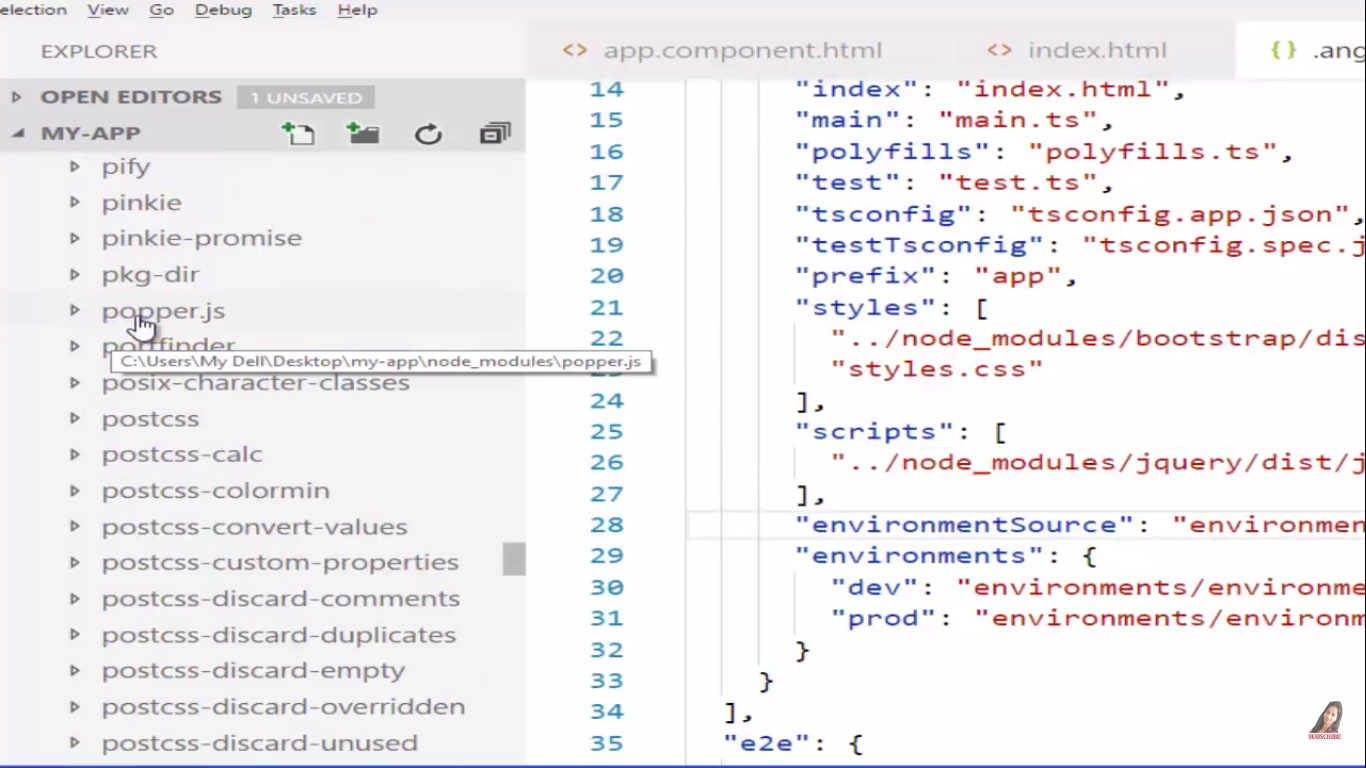 election View Go Debug Tasks Help
EXPLORER
OPEN EDITORS 1 UNSAVED
MY-APP
pify
pinkie
pinkie-promise
pkg-dir
popper.js
portfinder
C:\Users\My Dell\Desktop\my-app\node_modules\popper.js
posix-character-classes
postcss
postcss-calc
postcss-colormin
postcss-convert-values
postcss-custom-properties
postcss-discard-comments
postcss-discard-duplicates
postcss-discard-empty
postcss-discard-overridden
postcss-discard-unused
<> app.component.html <> index.html {} .ang
14 "index": "index.html",
15 "main": "main.ts",
16 "polyfills": "polyfills.ts",
17 "test": "test.ts",
18 "tsconfig": "tsconfig.app.json",
19 "testTsconfig": "tsconfig.spec.j
20 "prefix": "app",
21 "styles": [
22 "../node_modules/bootstrap/dis
"styles.css"
24 ],
25 "scripts": [
26 "../node_modules/jquery/dist/j
27 ],
28 "environmentSource": "environmen
29 "environments": {
30 "dev": "environments/environme
31 "prod": "environments/environm
32 }
33 }
34 ],
35 "e2e": {
SUBSCRIBE